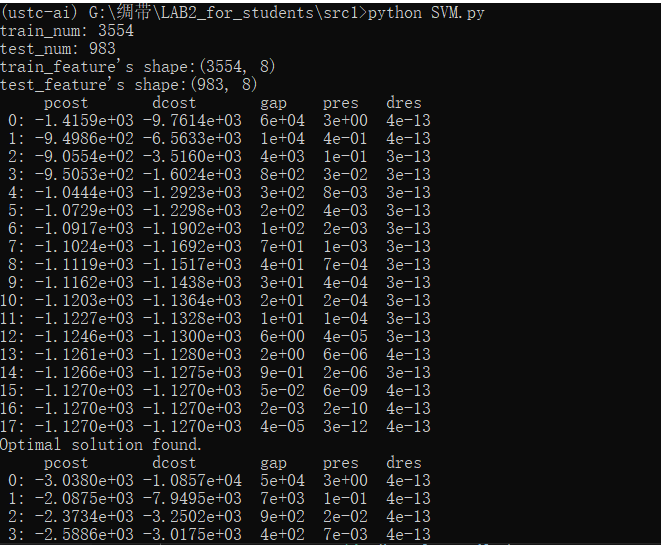 (ustc-ai) G:\绸带\LAB2_for_students\src1>python SVM.py
train_num: 3554
test_num: 983
train_feature's shape:(3554, 8)
test_feature's shape:(983, 8)
     pcost       dcost       gap    pres   dres
 0: -1.4159e+03 -9.7614e+03  6e+04  3e+00  4e-13
 1: -9.4986e+02 -6.5633e+03  1e+04  4e-01  4e-13
 2: -9.0554e+02 -3.5160e+03  4e+03  1e-01  3e-13
 3: -9.5053e+02 -1.6024e+03  8e+02  3e-02  3e-13
 4: -1.0444e+03 -1.2923e+03  3e+02  8e-03  3e-13
 5: -1.0729e+03 -1.2298e+03  2e+02  4e-03  3e-13
 6: -1.0917e+03 -1.1902e+03  1e+02  2e-03  3e-13
 7: -1.1024e+03 -1.1692e+03  7e+01  1e-03  3e-13
 8: -1.1119e+03 -1.1517e+03  4e+01  7e-04  3e-13
 9: -1.1162e+03 -1.1438e+03  3e+01  4e-04  3e-13
10: -1.1203e+03 -1.1364e+03  2e+01  2e-04  3e-13
11: -1.1227e+03 -1.1328e+03  1e+01  1e-04  3e-13
12: -1.1246e+03 -1.1300e+03  6e+00  4e-05  3e-13
13: -1.1261e+03 -1.1280e+03  2e+00  6e-06  4e-13
14: -1.1266e+03 -1.1275e+03  9e-01  2e-06  3e-13
15: -1.1270e+03 -1.1270e+03  5e-02  6e-09  4e-13
16: -1.1270e+03 -1.1270e+03  2e-03  2e-10  4e-13
17: -1.1270e+03 -1.1270e+03  4e-05  3e-12  4e-13
Optimal solution found.
     pcost       dcost       gap    pres   dres
 0: -3.0380e+03 -1.0857e+04  5e+04  3e+00  4e-13
 1: -2.0875e+03 -7.9495e+03  7e+03  1e-01  4e-13
 2: -2.3734e+03 -3.2502e+03  9e+02  2e-02  4e-13
 3: -2.5886e+03 -3.0175e+03  4e+02  7e-03  4e-13